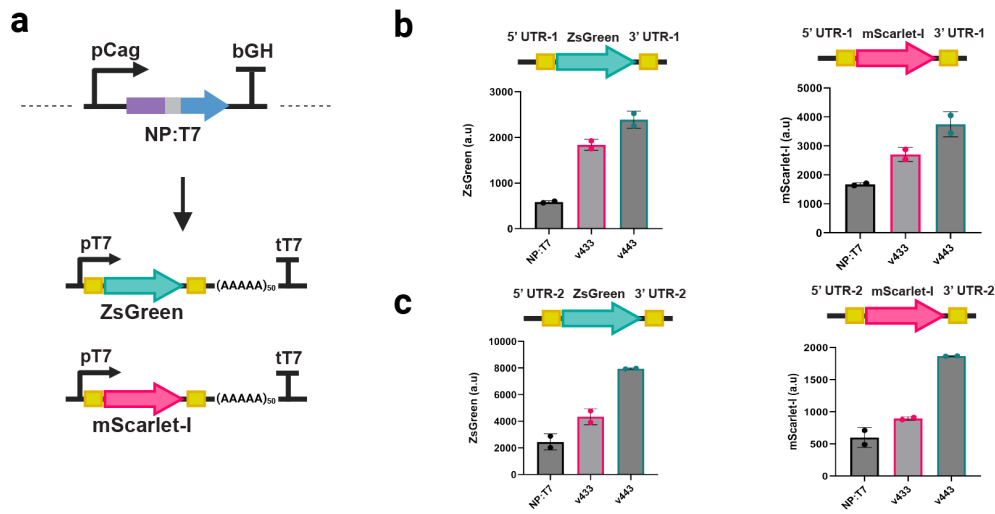 a
pCag
bGH
NP:T7
pT7
tT7
(AAAAA)50
ZsGreen
pT7
tT7
(AAAAA)50
mScarlet-I
b
5' UTR-1 ZsGreen 3' UTR-1
ZsGreen (a.u)
3000
2000
1000
0
NP:T7
v433
v443
5' UTR-1 mScarlet-I 3' UTR-1
mScarlet-I (a.u)
5000
4000
3000
2000
1000
0
NP:T7
v433
v443
c
5' UTR-2 ZsGreen 3' UTR-2
ZsGreen (a.u)
10000
8000
6000
4000
2000
0
NP:T7
v433
v443
5' UTR-2 mScarlet-I 3' UTR-2
mScarlet-I (a.u)
2000
1500
1000
500
0
NP:T7
v433
v443